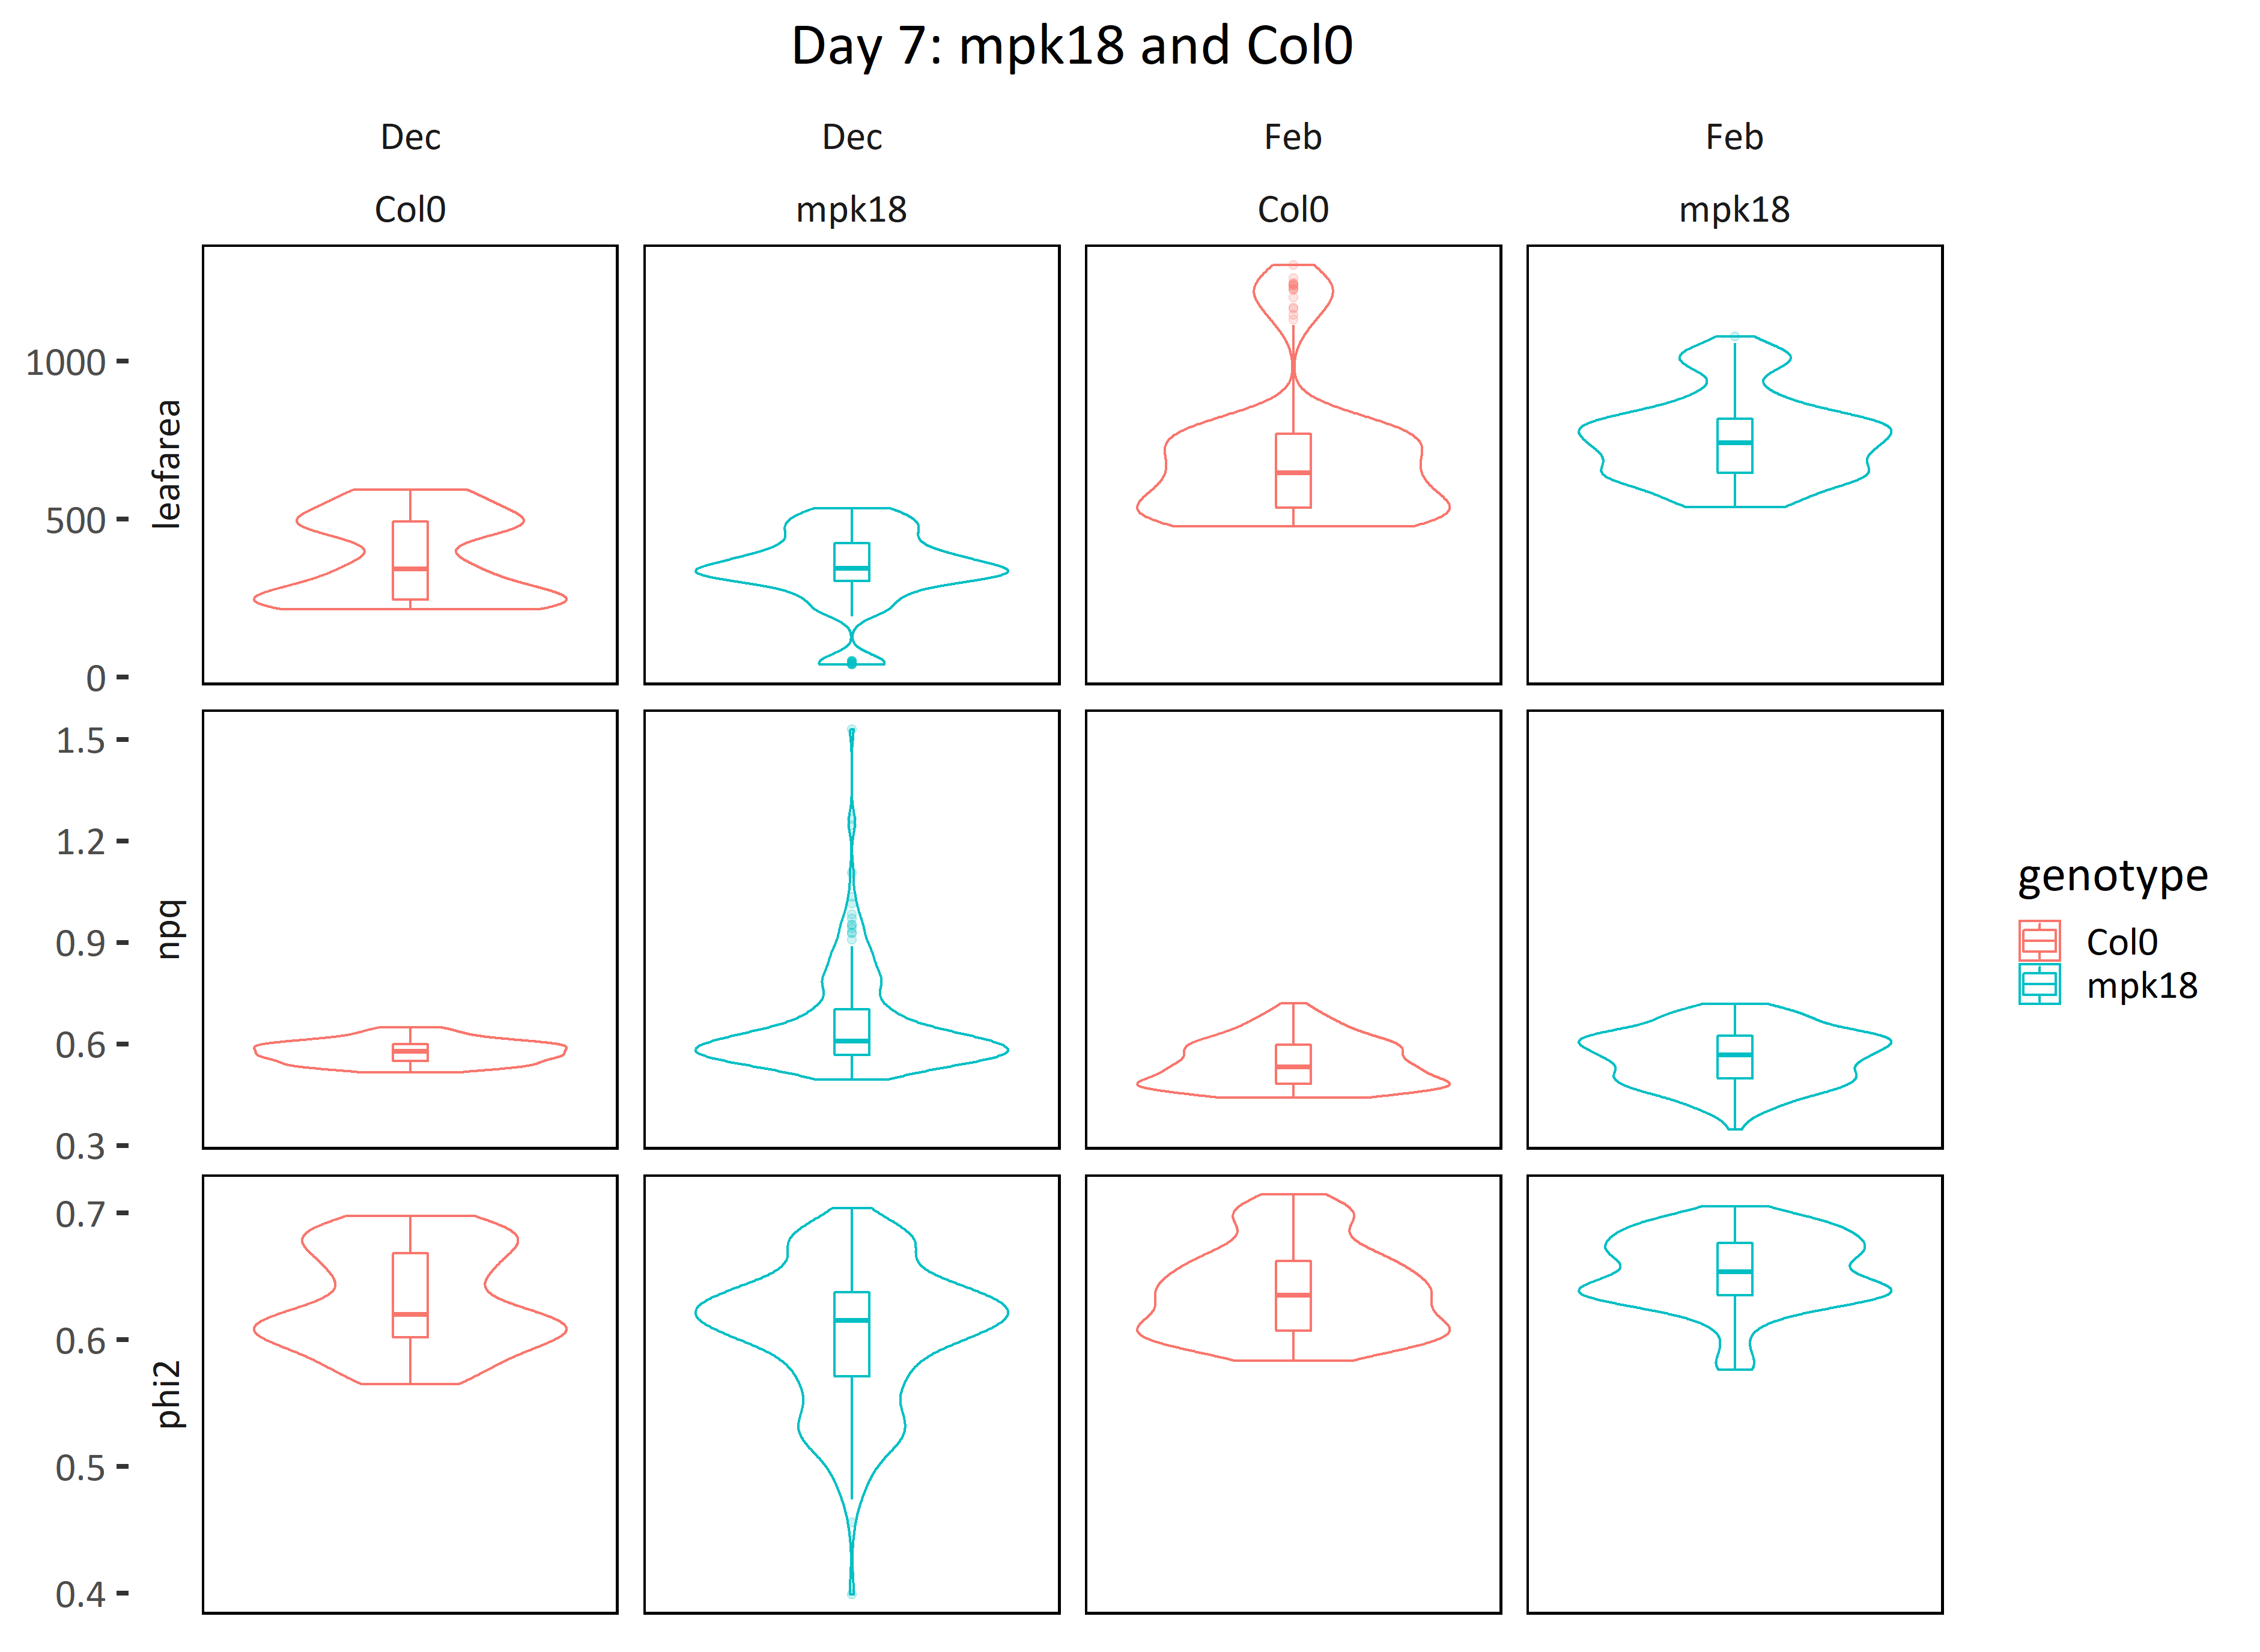 Day 7: mpk18 and Col0
Dec
Dec
Feb
Feb
Col0
mpk18
Col0
mpk18
leafarea
1000
500
0
npq
1.5
1.2
0.9
0.6
0.3
phi2
0.7
0.6
0.5
0.4
genotype
Col0
mpk18